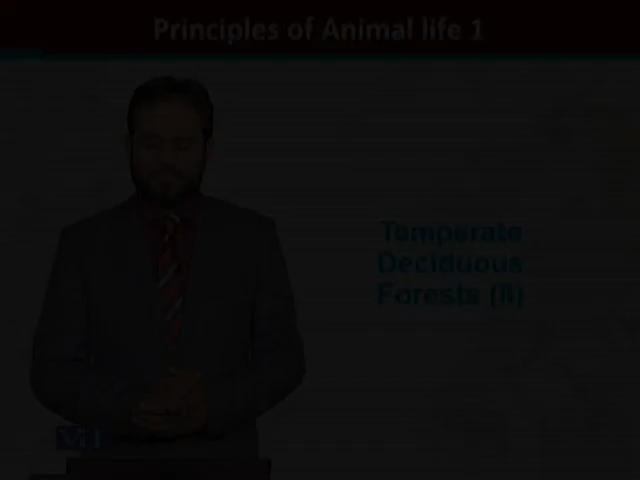 Principles of Animal life 1
Temperate
Deciduous
Forests (II)